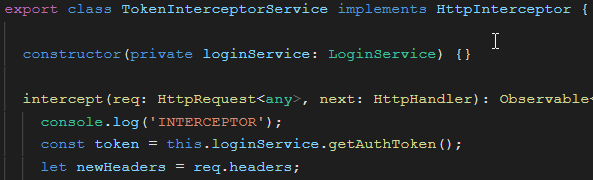 export class TokenInterceptorService implements HttpInterceptor {
constructor(private loginService: LoginService) {}
intercept(req: HttpRequest<any>, next: HttpHandler): Observable<
console.log('INTERCEPTOR');
const token = this.loginService.getAuthToken();
let newHeaders = req.headers;